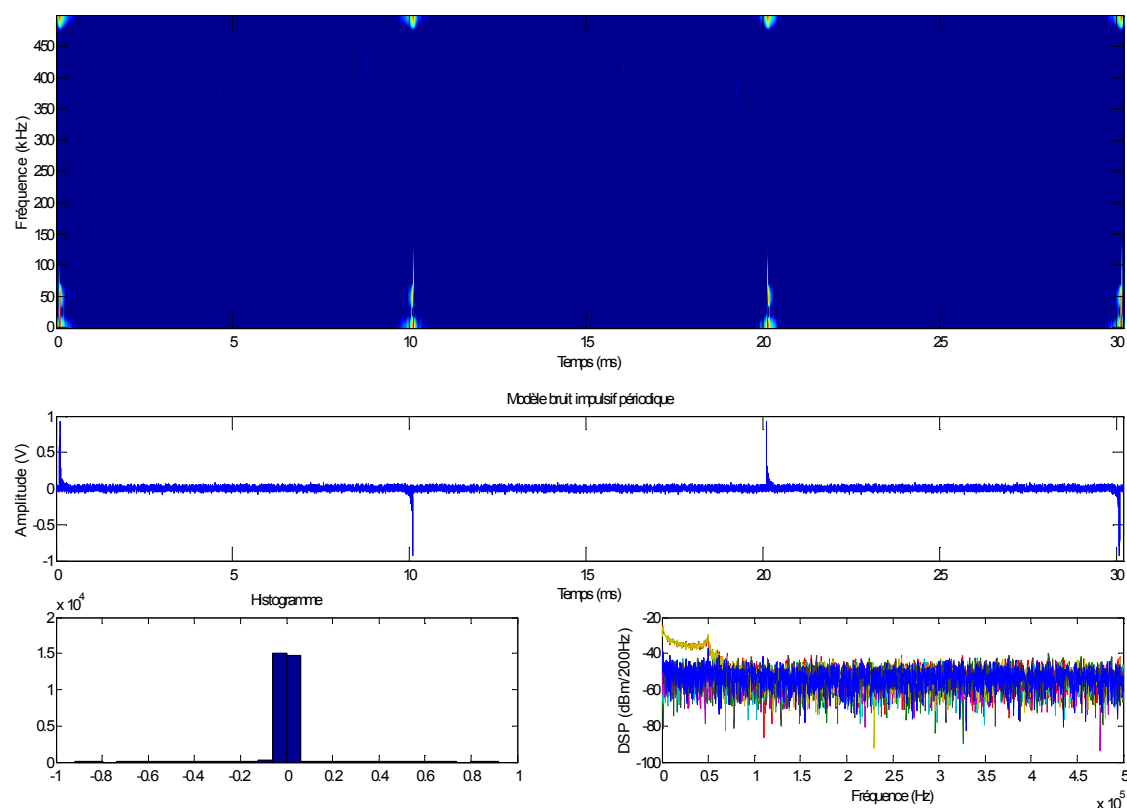 450
400
350
300
250
200
150
100
50
0
Fréquence (kHz)
0 5 10 15 20 25 30
Temps (ms)
Modèle bruit impulsif périodique
1
0.5
0
-0.5
-1
Amplitude (V)
0 5 10 15 20 25 30
Temps (ms)
Histogramme
x 10^4
2
1.5
1
0.5
0
-1 -0.8 -0.6 -0.4 -0.2 0 0.2 0.4 0.6 0.8 1
-20
-40
-60
-80
-100
DSP (dBm/200Hz)
0 0.5 1 1.5 2 2.5 3 3.5 4 4.5 5
Fréquence (Hz)
x 10^5